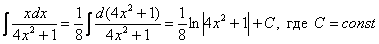 ∫ xdx/(4x²+1) = 1/8 ∫ d(4x²+1)/(4x²+1) = 1/8 ln|4x²+1| + C, где C = const